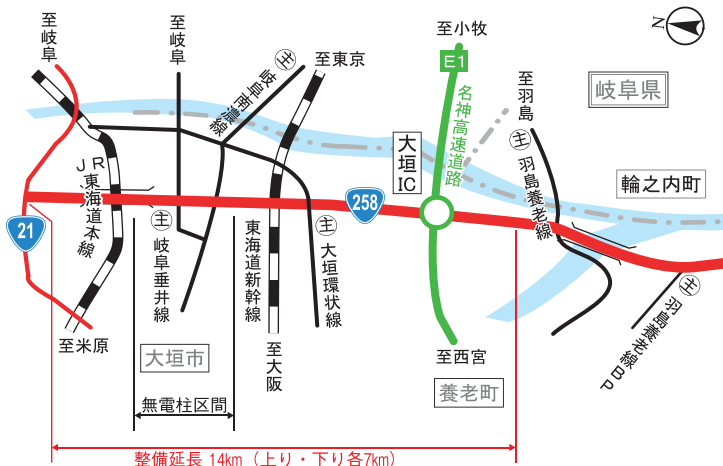 至岐阜
至岐阜
主
岐阜南濃線
至東京
至小牧
E1
名神高速道路
至羽島
主
羽島養老線
N
岐阜県
輪之内町
大垣
IC
258
21
JR
東海道本線
主
岐阜垂井線
東海道新幹線
主
大垣環状線
主
羽島養老線BP
至米原
大垣市
至大阪
至西宮
養老町
無電柱区間
整備延長 14km（上り・下り各7km）